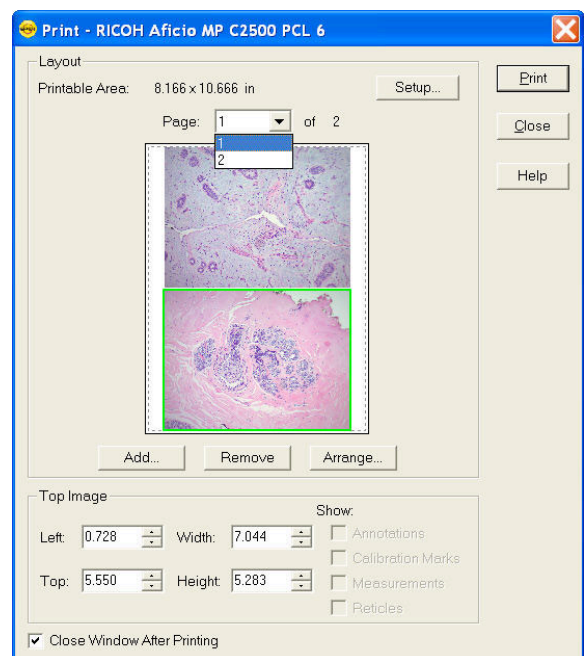 Print - RICOH Aficio MP C2500 PCL 6
Layout
Printable Area: 8.166 x 10.666 in
Setup...
Print
Page: 1 of 2
1
2
Close
Help
Add... Remove Arrange...
Top Image
Show:
Left: 0.728 Width: 7.044 Annotations
Calibration Marks
Top: 5.550 Height: 5.283 Measurements
Reticles
Close Window After Printing